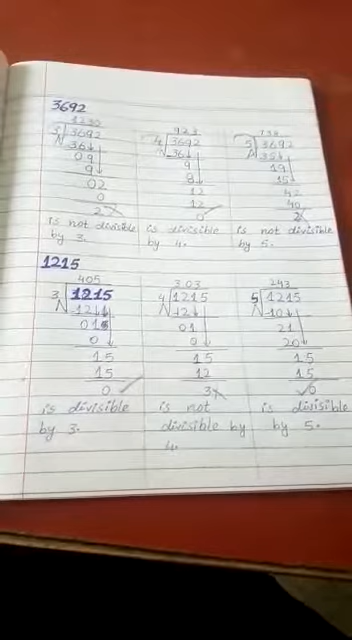 3692
1230 923 738
3 3692 4 3692 5 3692
36 36 35
09 9 19
9 8 15
02 12 42
0 12 40
2 0 2
is not divisible is divisible is not divisible
by 3. by 4. by 5.
1215
405 303 243
3 1215 4 1215 5 1215
12 12 10
01 01 21
0 0 20
15 15 15
15 12 15
0 3 0
is divisible is not is divisible
by 3. divisible by by 5.
4.